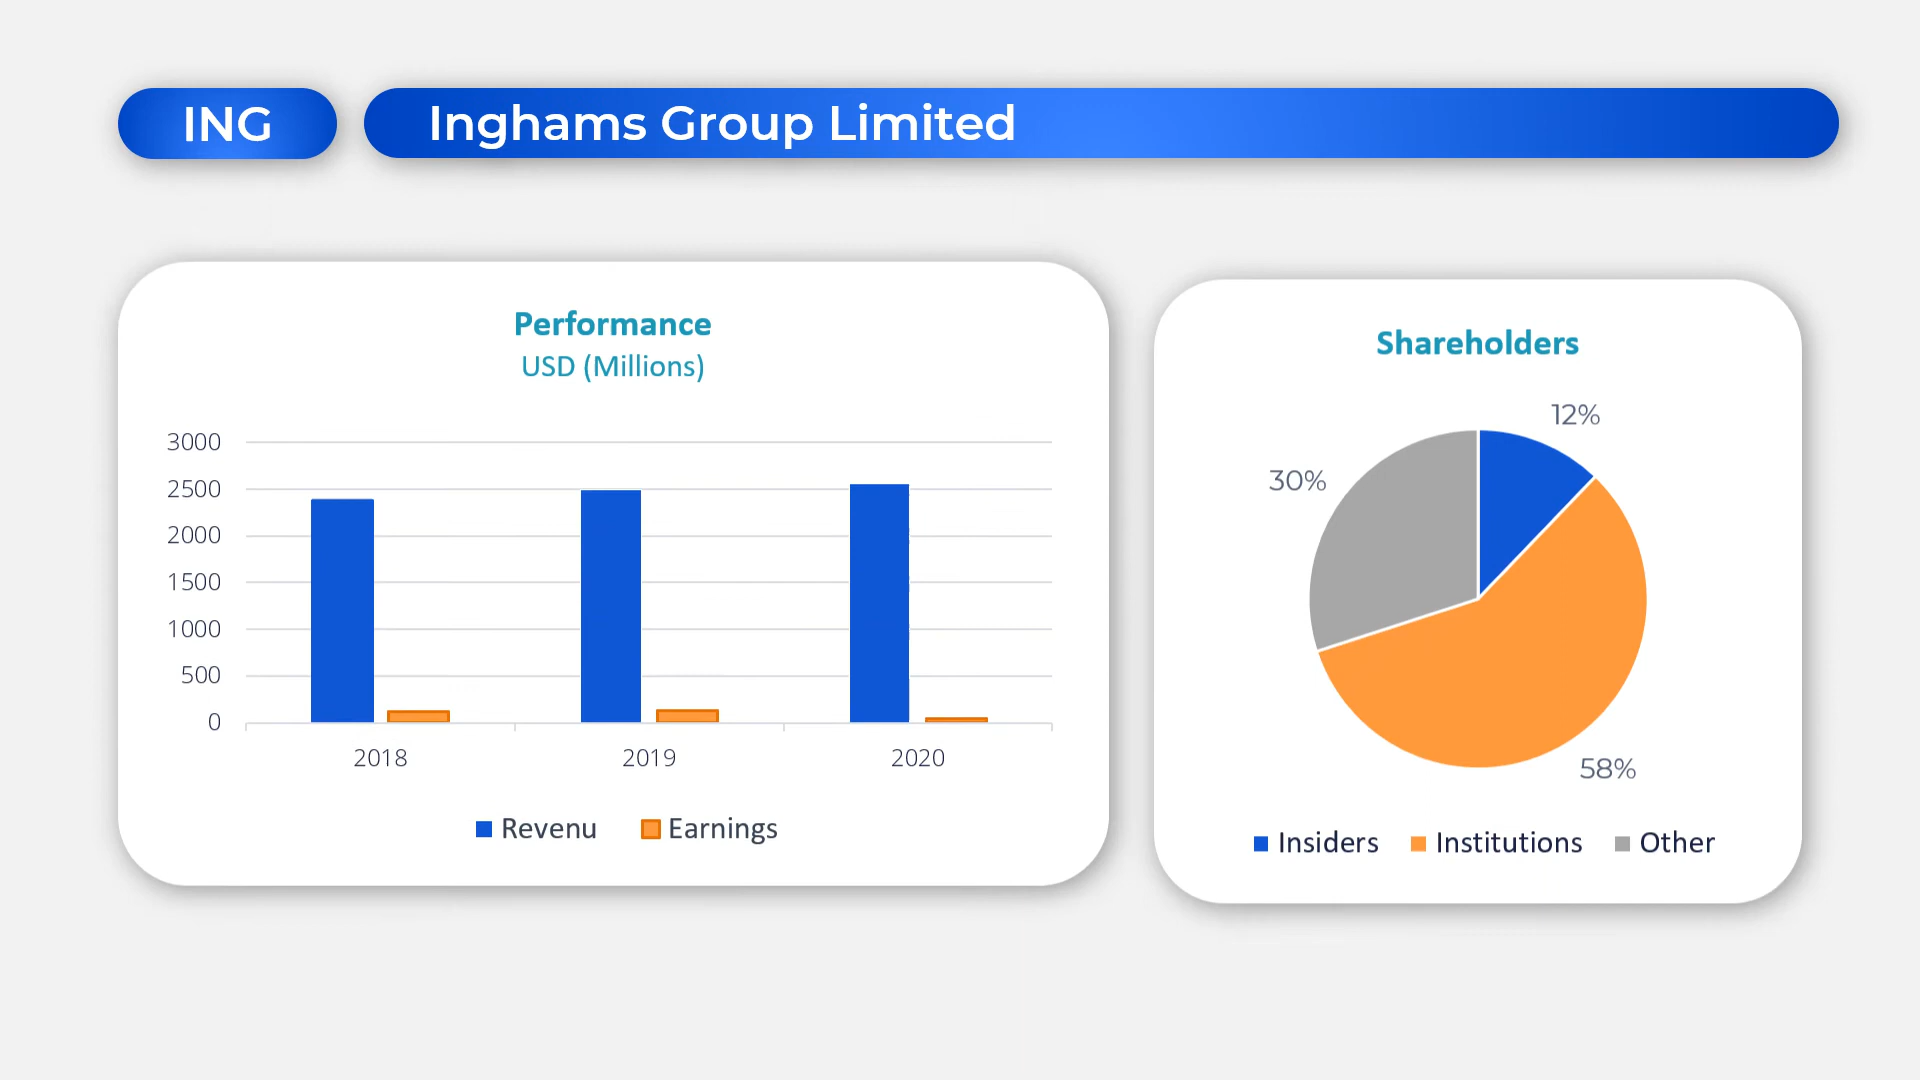 ING
Inghams Group Limited
Performance
USD (Millions)
3000
2500
2000
1500
1000
500
0
2018 2019 2020
Revenu Earnings
Shareholders
12%
30%
58%
Insiders Institutions Other